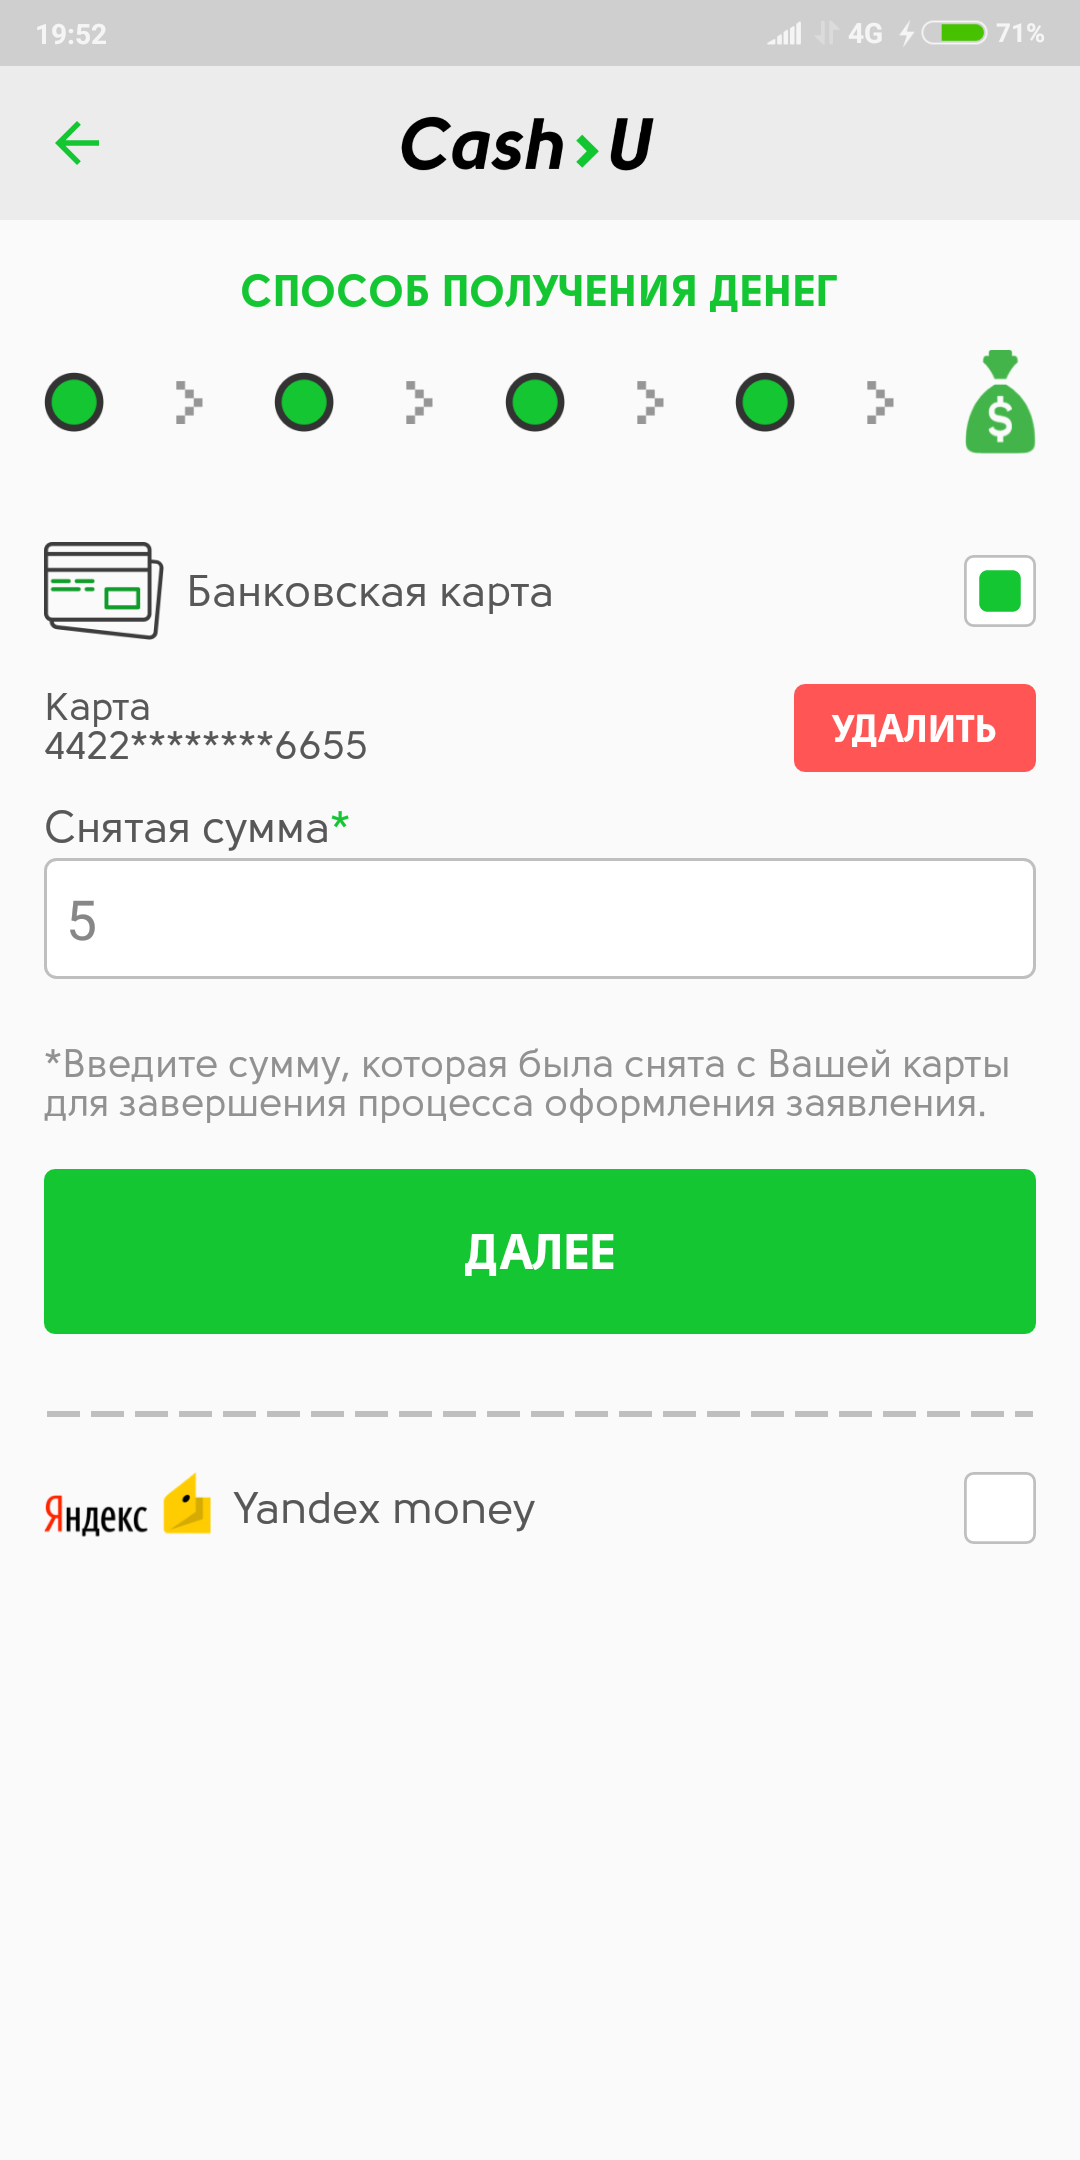 19:52
4G
71%
Cash U
СПОСОБ ПОЛУЧЕНИЯ ДЕНЕГ
$
Банковская карта
Карта
4422********6655
УДАЛИТЬ
Снятая сумма*
5
*Введите сумму, которая была снята с Вашей карты
для завершения процесса оформления заявления.
ДАЛЕЕ
Яндекс Yandex money